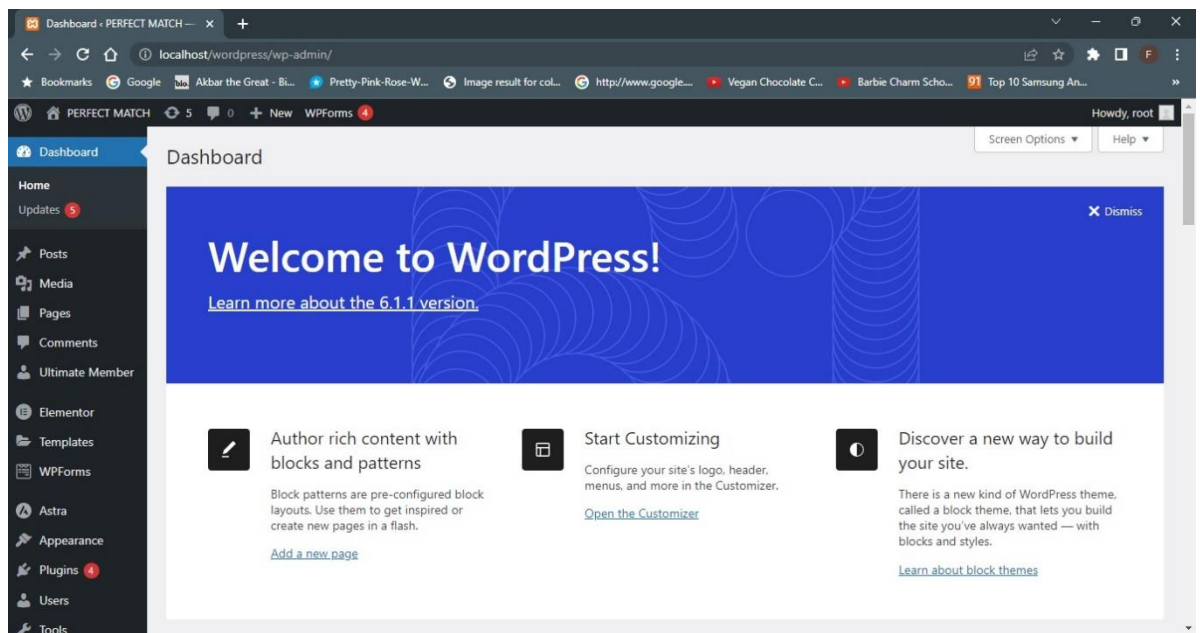 Dashboard ‹ PERFECT MATCH —
localhost/wordpress/wp-admin/
Bookmarks Google Akbar the Great - Bi... Pretty-Pink-Rose-W... Image result for col... http://www.google.... Vegan Chocolate C... Barbie Charm Scho... Top 10 Samsung An... »
PERFECT MATCH 5 0 + New WPForms 4 Howdy, root
Screen Options Help
Dashboard
Home
Updates 5
Posts
Media
Pages
Comments
Ultimate Member
Elementor
Templates
WPForms
Astra
Appearance
Plugins 4
Users
Tools
Dashboard
Dismiss
Welcome to WordPress!
Learn more about the 6.1.1 version.
Author rich content with
blocks and patterns
Block patterns are pre-configured block
layouts. Use them to get inspired or
create new pages in a flash.
Add a new page
Start Customizing
Configure your site's logo, header,
menus, and more in the Customizer.
Open the Customizer
Discover a new way to build
your site.
There is a new kind of WordPress theme,
called a block theme, that lets you build
the site you've always wanted — with
blocks and styles.
Learn about block themes